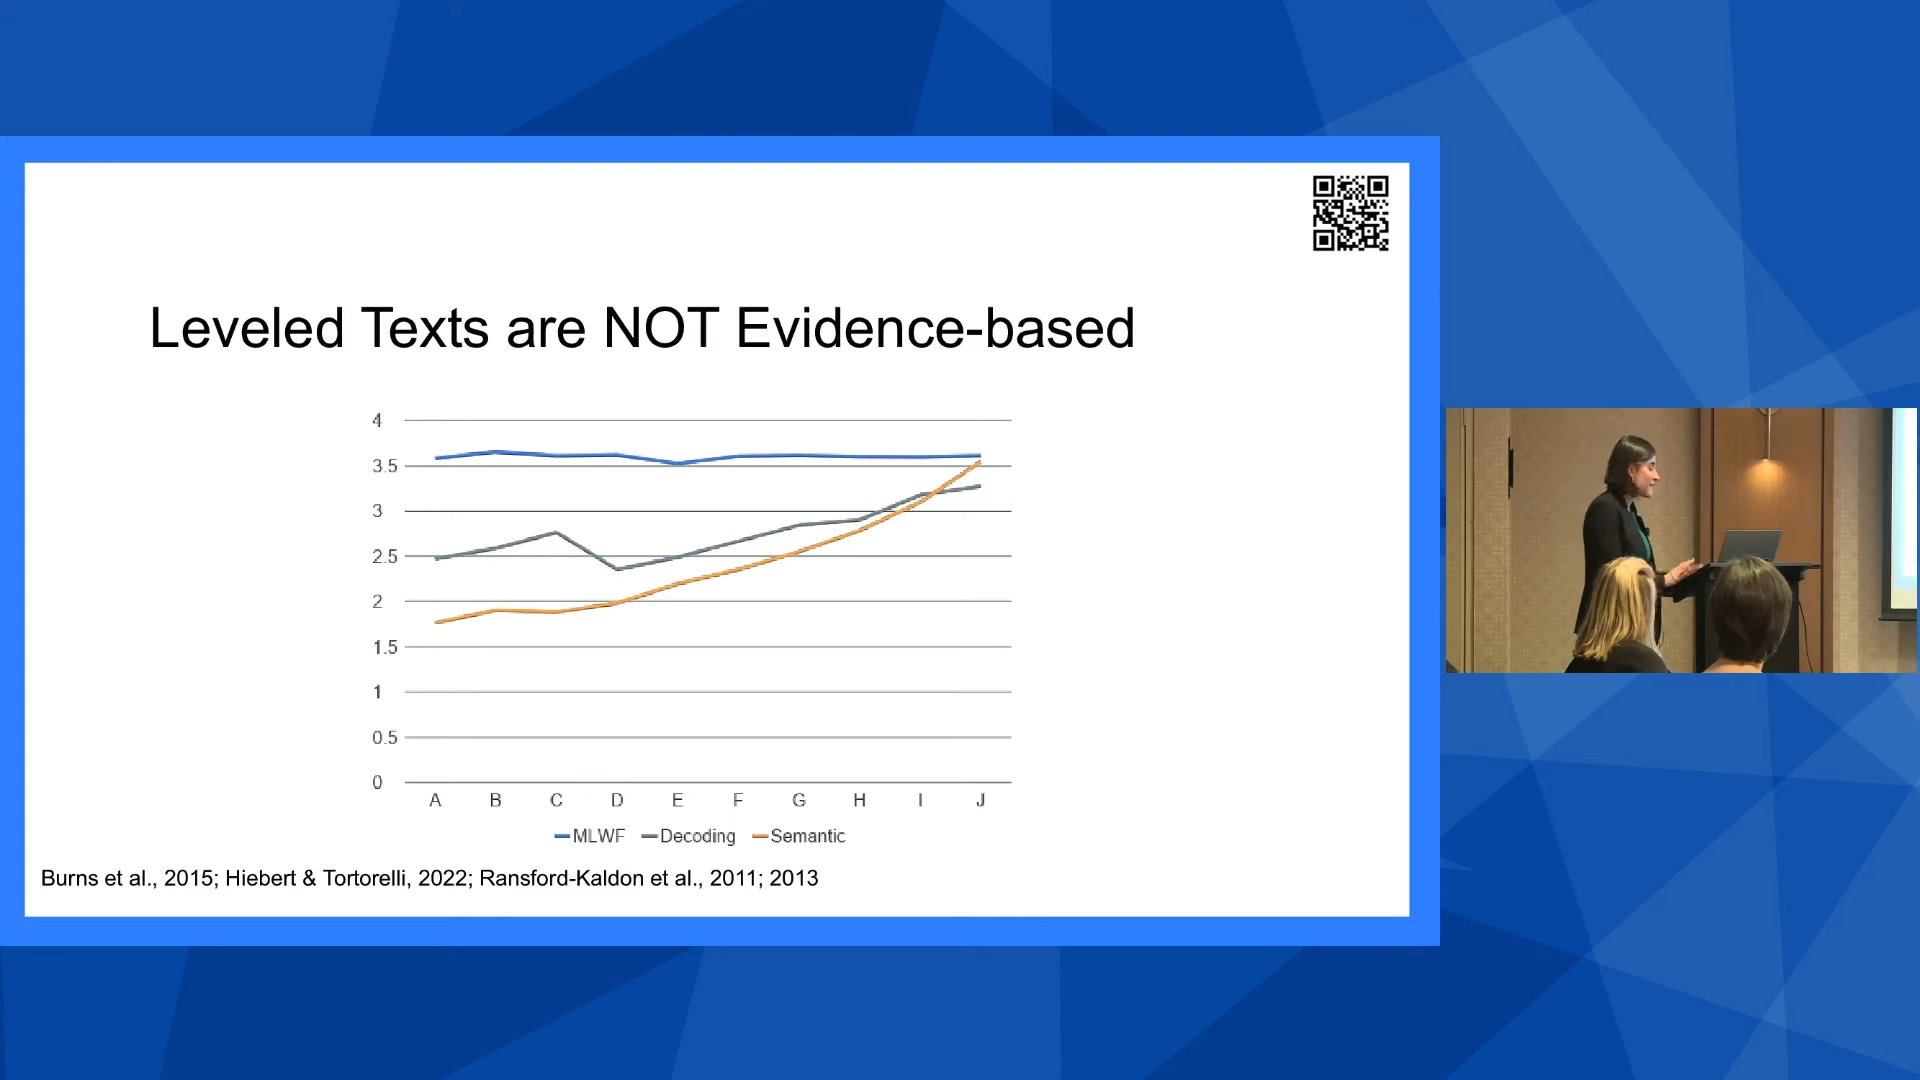 Leveled Texts are NOT Evidence-based
4
3.5
3
2.5
2
1.5
1
0.5
0
A B C D E F G H I J
MLWF Decoding Semantic
Burns et al., 2015; Hiebert & Tortorelli, 2022; Ransford-Kaldon et al., 2011; 2013